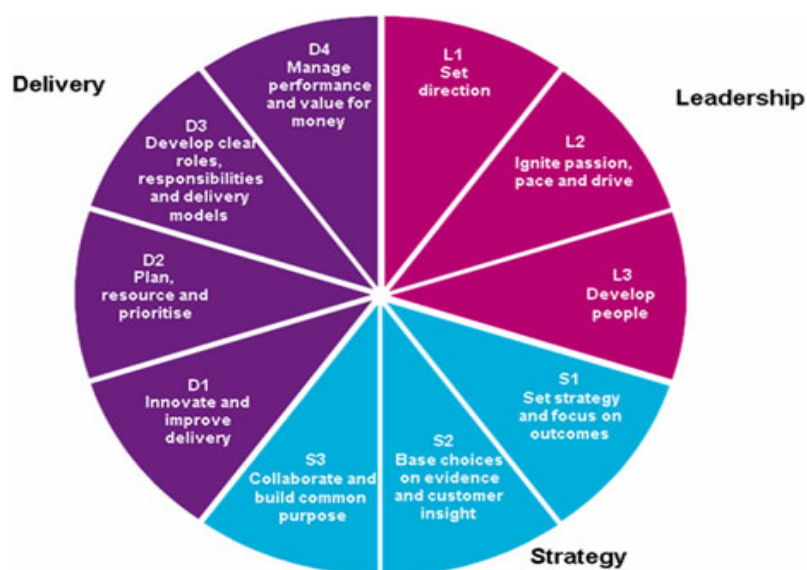 Delivery
Leadership
Strategy
L1
Set
direction
L2
Ignite passion,
pace and drive
L3
Develop
people
S1
Set strategy
and focus on
outcomes
S2
Base choices
on evidence
and customer
insight
S3
Collaborate and
build common
purpose
D1
Innovate and
improve
delivery
D2
Plan,
resource and
prioritise
D3
Develop clear
roles,
responsibilities
and delivery
models
D4
Manage
performance
and value for
money